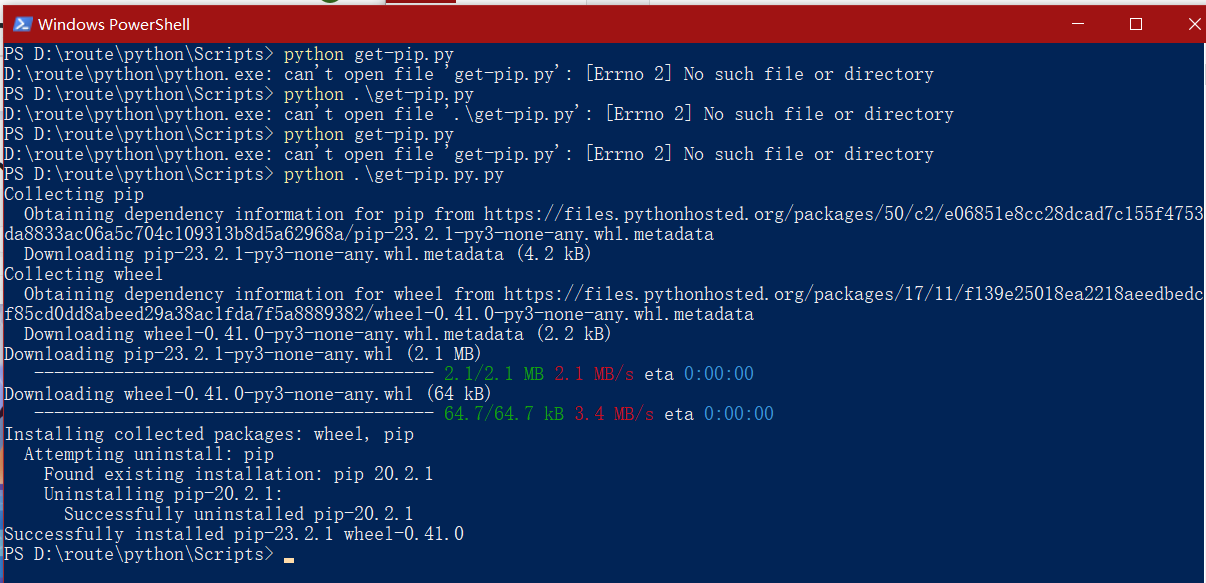 Windows PowerShell
PS D:\route\python\Scripts> python get-pip.py
D:\route\python\python.exe: can't open file 'get-pip.py': [Errno 2] No such file or directory
PS D:\route\python\Scripts> python .\get-pip.py
D:\route\python\python.exe: can't open file '.\get-pip.py': [Errno 2] No such file or directory
PS D:\route\python\Scripts> python get-pip.py
D:\route\python\python.exe: can't open file 'get-pip.py': [Errno 2] No such file or directory
PS D:\route\python\Scripts> python .\get-pip.py.py
Collecting pip
  Obtaining dependency information for pip from https://files.pythonhosted.org/packages/50/c2/e06851e8cc28dcad7c155f4753
da8833ac06a5c704c109313b8d5a62968a/pip-23.2.1-py3-none-any.whl.metadata
  Downloading pip-23.2.1-py3-none-any.whl.metadata (4.2 kB)
Collecting wheel
  Obtaining dependency information for wheel from https://files.pythonhosted.org/packages/17/11/f139e25018ea2218aeedbedc
f85cd0dd8abeed29a38ac1fda7f5a8889382/wheel-0.41.0-py3-none-any.whl.metadata
  Downloading wheel-0.41.0-py3-none-any.whl.metadata (2.2 kB)
Downloading pip-23.2.1-py3-none-any.whl (2.1 MB)
   ---------------------------------------- 2.1/2.1 MB 2.1 MB/s eta 0:00:00
Downloading wheel-0.41.0-py3-none-any.whl (64 kB)
   ---------------------------------------- 64.7/64.7 kB 3.4 MB/s eta 0:00:00
Installing collected packages: wheel, pip
  Attempting uninstall: pip
    Found existing installation: pip 20.2.1
    Uninstalling pip-20.2.1:
      Successfully uninstalled pip-20.2.1
Successfully installed pip-23.2.1 wheel-0.41.0
PS D:\route\python\Scripts>